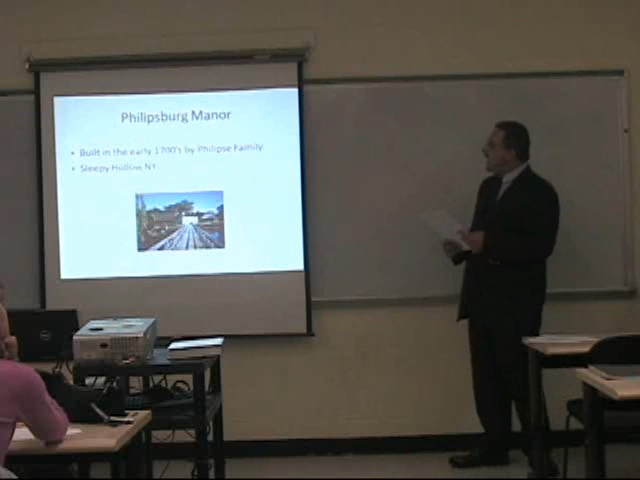 Philipsburg Manor
• Built in the early 1700's by Philipse Family
• Sleepy Hollow NY